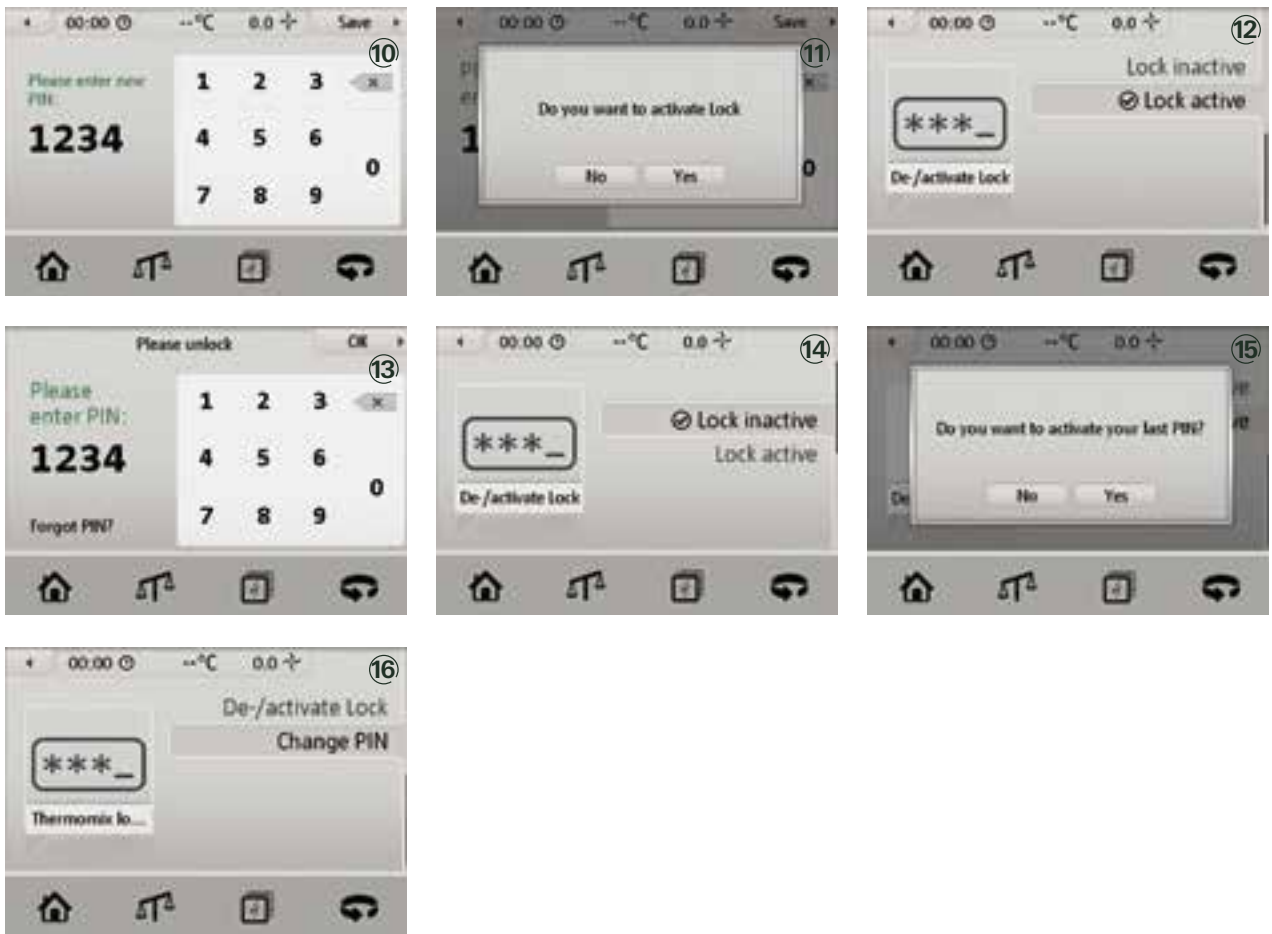 00:00 --°C 0.0 Save
⑩
Please enter new
PIN:
1 2 3
1234
4 5 6
0
7 8 9
00:00 --°C 0.0 Save
⑪
Do you want to activate Lock
1
0
No Yes
00:00 --°C 0.0
⑫
Lock inactive
Lock active
***_
De-/activate Lock
Please unlock OK
⑬
Please
enter PIN:
1 2 3
1234
4 5 6
0
7 8 9
Forgot PIN?
00:00 --°C 0.0
⑭
Lock inactive
***_
Lock active
De-/activate Lock
00:00 --°C 0.0
⑮
Do you want to activate your last PIN?
De
No Yes
00:00 --°C 0.0
⑯
De-/activate Lock
Change PIN
***_
Thermomix lo...